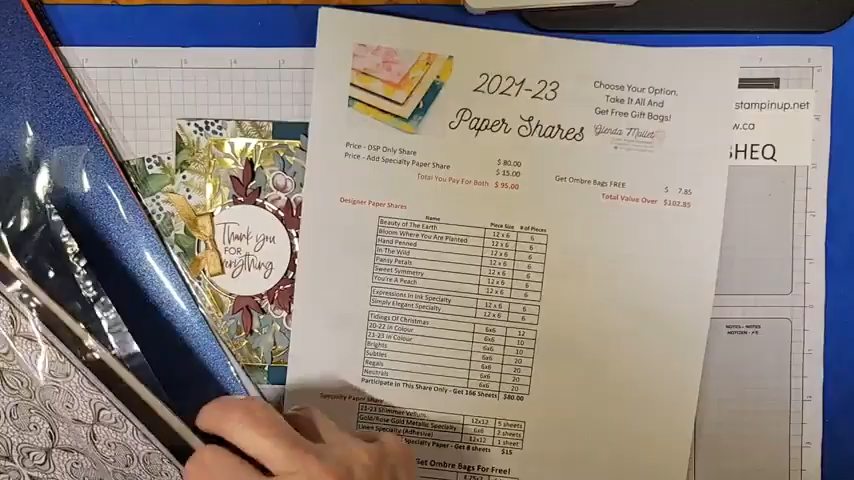 2021-23
Paper Shares
Choose Your Option,
Take It All And
Get Free Gift Bags!
Glenda Mallet
Price - DSP Only Share $ 80.00
Price - Add Specialty Paper Share $ 15.00
Total You Pay For Both $ 95.00
Get Ombre Bags FREE $ 7.85
Total Value Over $102.85
Designer Paper Shares
Name Piece Size # of Pieces
Beauty of The Earth 12 x 6 6
Bloom Where You Are Planted 12 x 6 6
Hand Penned 12 x 6 6
In The Wild 12 x 6 6
Pansy Petals 12 x 6 6
Sweet Symmetry 12 x 6 6
You're A Peach 12 x 6 6
Expressions In Ink Specialty 12 x 6 6
Simply Elegant Specialty 12 x 6 6
Tidings Of Christmas 6x6 12
20-22 In Colour 6x6 10
21-23 In Colour 6x6 10
Brights 6x6 20
Subtles 6x6 20
Regals 6x6 20
Neutrals 6x6 20
Participate In This Share Only - Get 166 Sheets $80.00
Specialty Paper
21-23 Shimmer Vellum 12x12 5 sheets
Gold/Rose Gold Metallic Specialty 6x6 2 sheets
Linen Specialty (Adhesive) 12x12 1 sheet
Specialty Paper - Get 8 sheets $15
Get Ombre Bags For Free!
stampinup.net
w.ca
HEQ
NOTES - NOTES
Thank you
FOR
everything